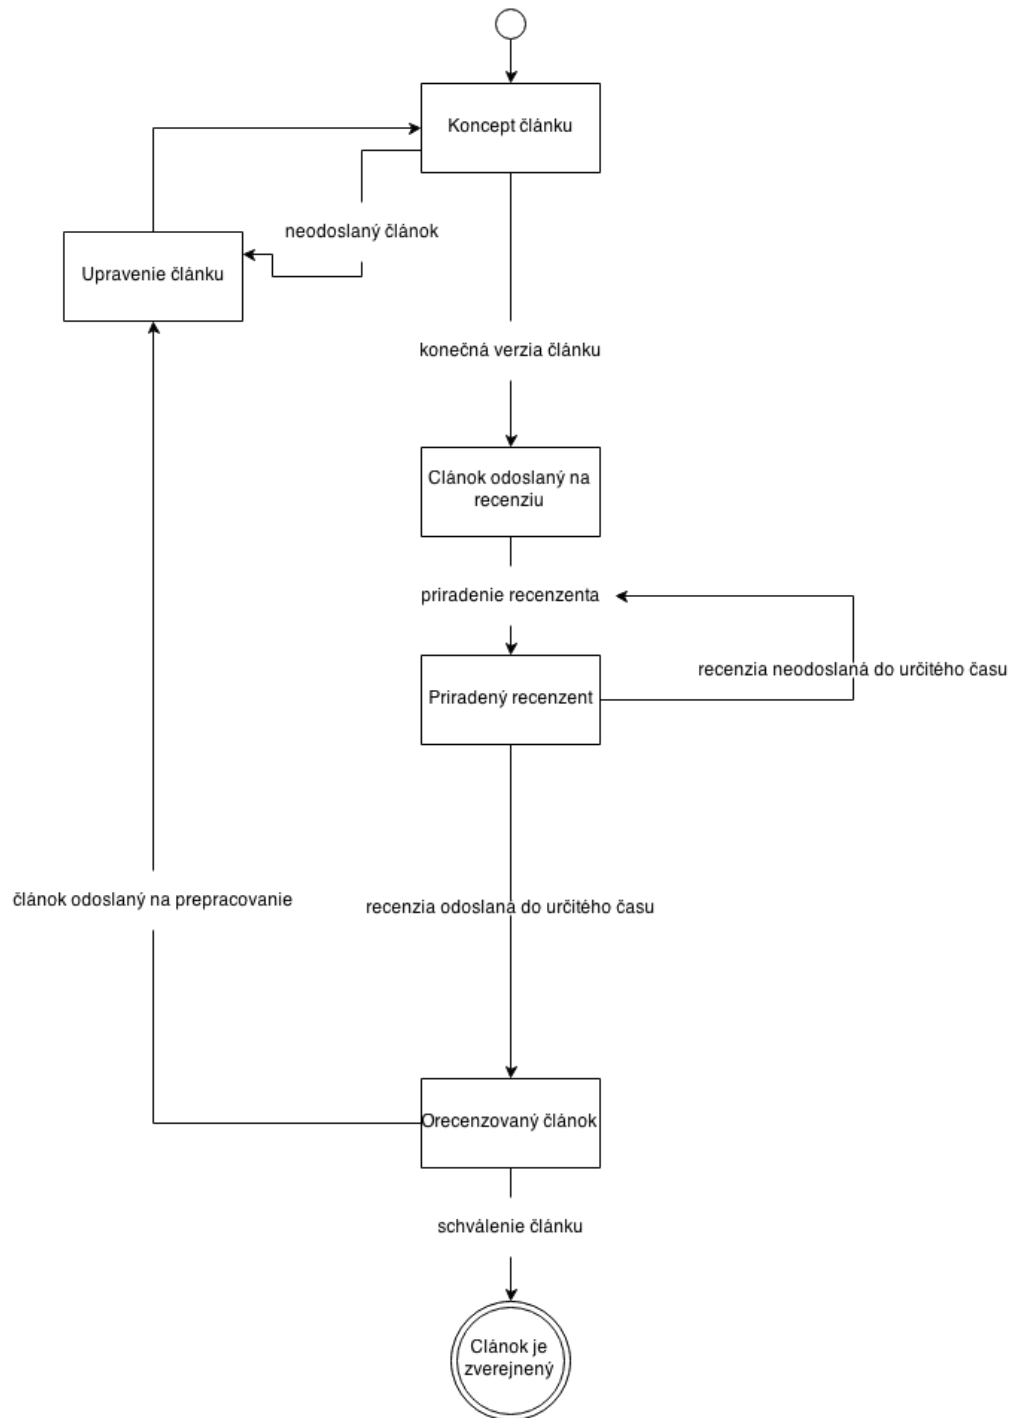 Koncept článku
neodoslaný článok
Upravenie článku
konečná verzia článku
Clánok odoslaný na
recenziu
priradenie recenzenta
recenzia neodoslaná do určitého času
Priradený recenzent
článok odoslaný na prepracovanie
recenzia odoslaná do určitého času
Orecenzovaný článok
schválenie článku
Clánok je
zverejnený